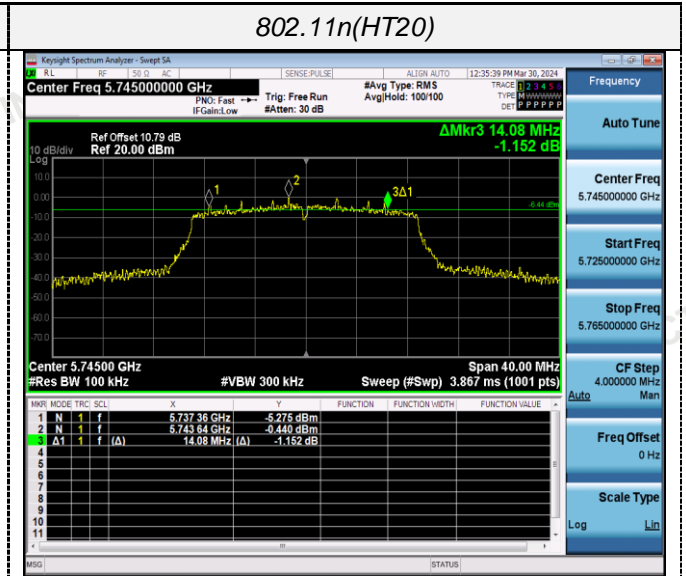 802.11n(HT20)
Keysight Spectrum Analyzer - Swept SA
RL RF 50 Ω AC SENSE:PULSE ALIGN AUTO 12:35:39 PM Mar 30, 2024
Center Freq 5.745000000 GHz
PNO: Fast
IFGain:Low
Trig: Free Run
#Atten: 30 dB
#Avg Type: RMS
Avg|Hold: 100/100
TRACE 1 2 3 4 5 6
TYPE M WWWWW
DET P P P P P P
Frequency
Auto Tune
Center Freq
5.745000000 GHz
Start Freq
5.725000000 GHz
Stop Freq
5.765000000 GHz
CF Step
4.000000 MHz
Auto Man
Freq Offset
0 Hz
Scale Type
Log Lin
ΔMkr3 14.08 MHz
-1.152 dB
Ref Offset 10.79 dB
10 dB/div Ref 20.00 dBm
Log
10.0
0.00
-10.0
-20.0
-30.0
-40.0
-50.0
-60.0
-70.0
1
2
3Δ1
-6.44 dBm
Center 5.74500 GHz Span 40.00 MHz
#Res BW 100 kHz #VBW 300 kHz Sweep (#Swp) 3.867 ms (1001 pts)
MKR MODE TRC SCL X Y FUNCTION FUNCTION WIDTH FUNCTION VALUE
1 N 1 f 5.737 36 GHz -5.275 dBm
2 N 1 f 5.743 64 GHz -0.440 dBm
3 Δ1 1 f (Δ) 14.08 MHz (Δ) -1.152 dB
4
5
6
7
8
9
10
11
MSG STATUS